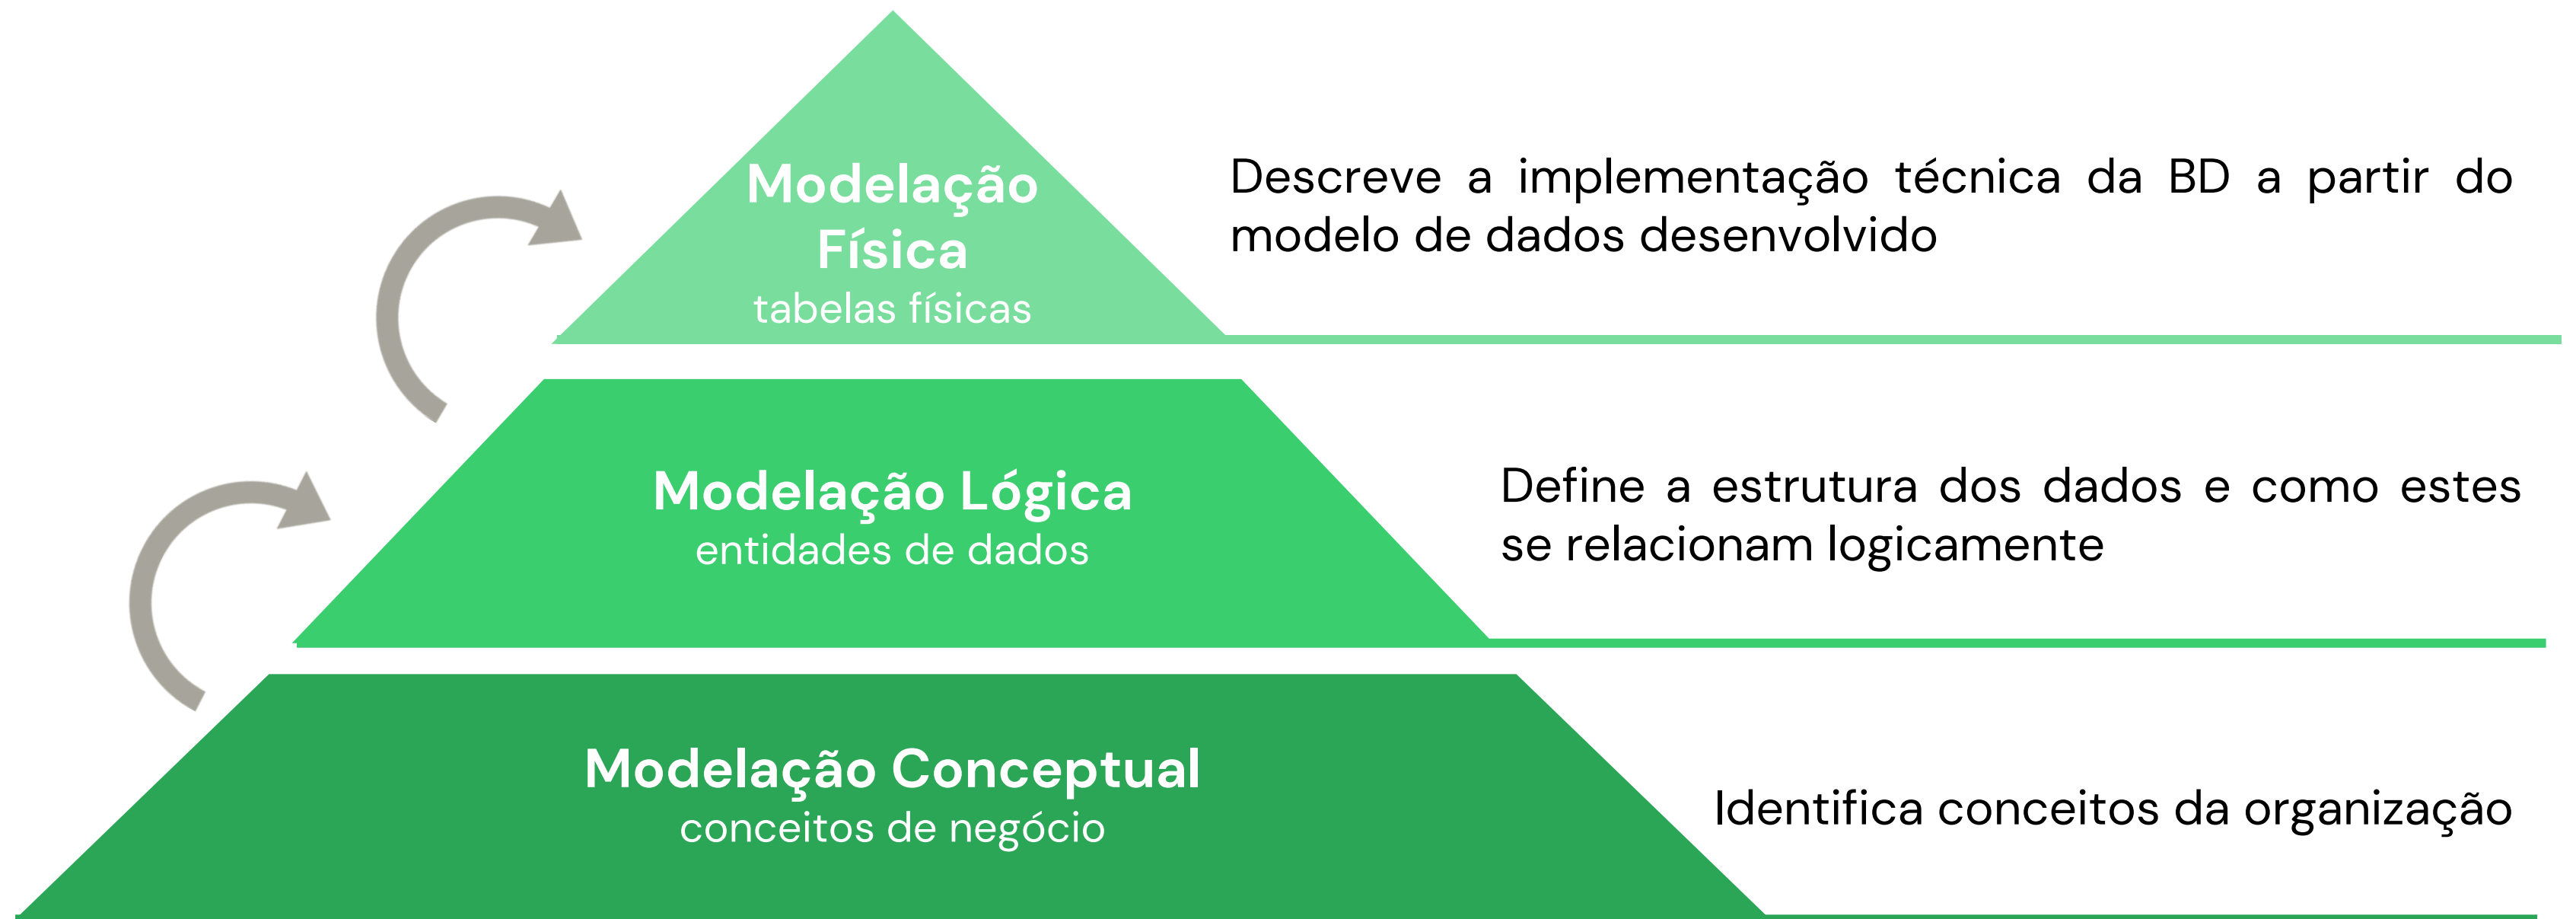 Modelação
Física
tabelas físicas
Descreve a implementação técnica da BD a partir do
modelo de dados desenvolvido
Modelação Lógica
entidades de dados
Define a estrutura dos dados e como estes
se relacionam logicamente
Modelação Conceptual
conceitos de negócio
Identifica conceitos da organização